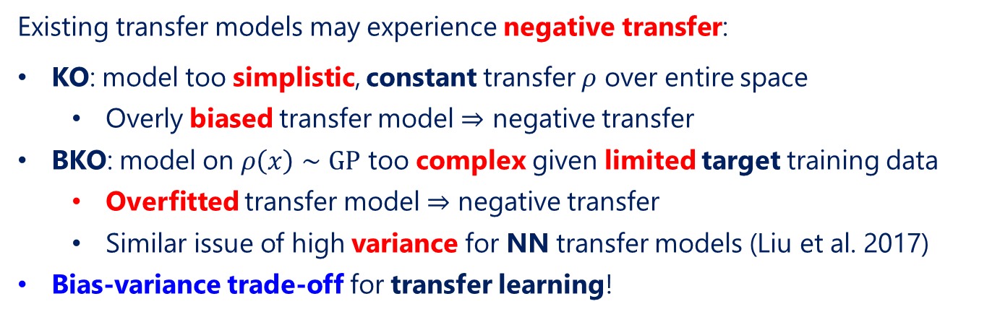 Existing transfer models may experience negative transfer:
• KO: model too simplistic, constant transfer ρ over entire space
• Overly biased transfer model ⇒ negative transfer
• BKO: model on ρ(x) ~ GP too complex given limited target training data
• Overfitted transfer model ⇒ negative transfer
• Similar issue of high variance for NN transfer models (Liu et al. 2017)
• Bias-variance trade-off for transfer learning!